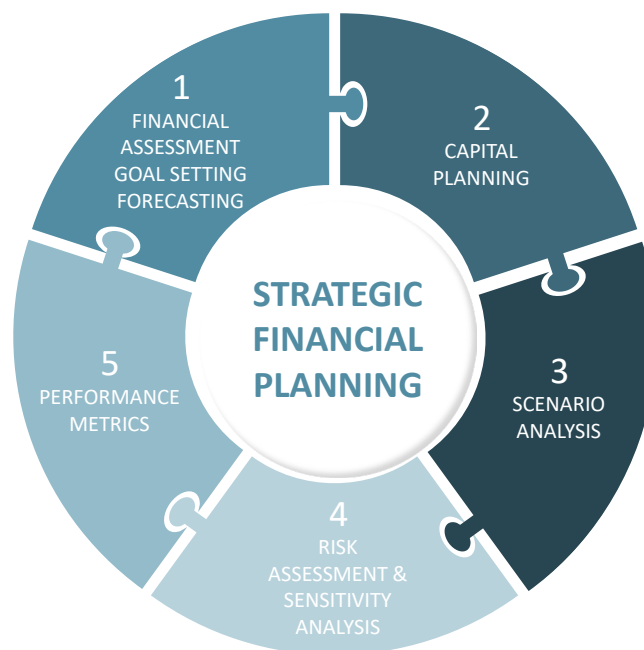 1
FINANCIAL
ASSESSMENT
GOAL SETTING
FORECASTING
2
CAPITAL
PLANNING
STRATEGIC
FINANCIAL
PLANNING
3
SCENARIO
ANALYSIS
4
RISK
ASSESSMENT &
SENSITIVITY
ANALYSIS
5
PERFORMANCE
METRICS